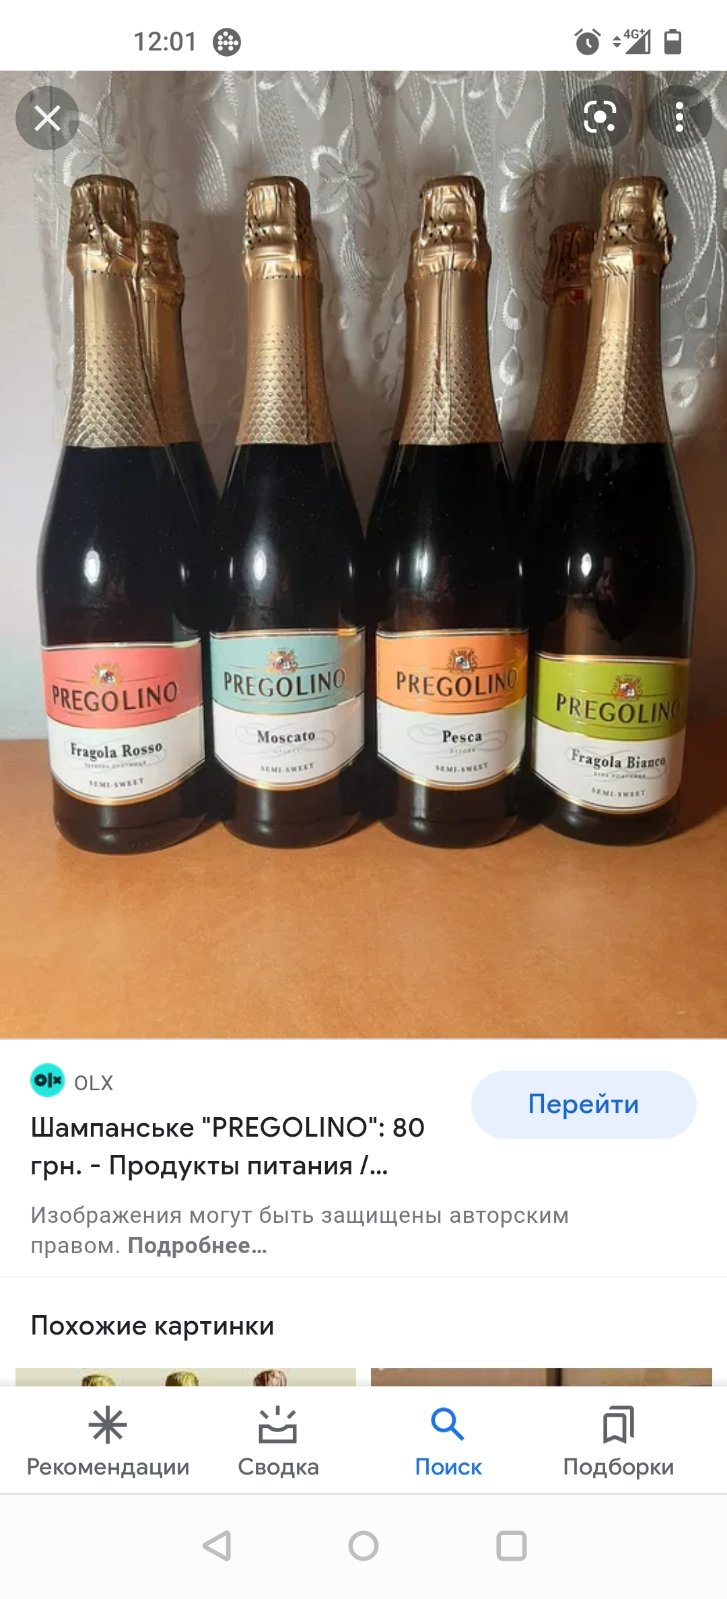 12:01
4G+
PREGOLINO
Fragola Rosso
SEMI-SWEET
PREGOLINO
Moscato
SEMI-SWEET
PREGOLINO
Pesca
SEMI-SWEET
PREGOLINO
Fragola Bianco
SEMI-SWEET
olx OLX
Перейти
Шампанське "PREGOLINO": 80
грн. - Продукты питания /...
Изображения могут быть защищены авторским
правом. Подробнее...
Похожие картинки
Рекомендации
Сводка
Поиск
Подборки